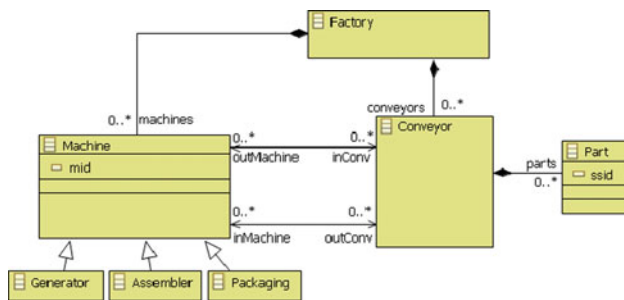 Factory
0..* machines
conveyors 0..*
Machine
mid
0..* 0..*
outMachine inConv
Conveyor
Part
ssid
parts
0..*
0..* 0..*
inMachine outConv
Generator
Assembler
Packaging